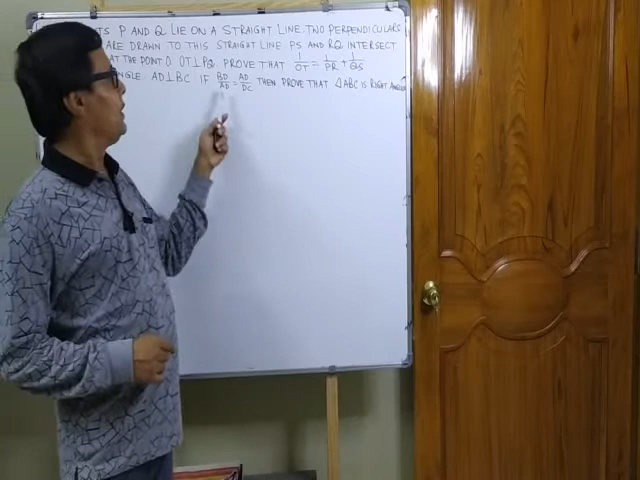 TS P AND Q LIE ON A STRAIGHT LINE. TWO PERPENDICULARS
ARE DRAWN TO THIS STRAIGHT LINE PS AND RQ INTERSECT
AT THE POINT O OT⊥PQ PROVE THAT 1/OT = 1/PR + 1/QS
NGLE AD⊥BC IF BD/AD = AD/DC THEN PROVE THAT △ABC IS RIGHT ANGLE